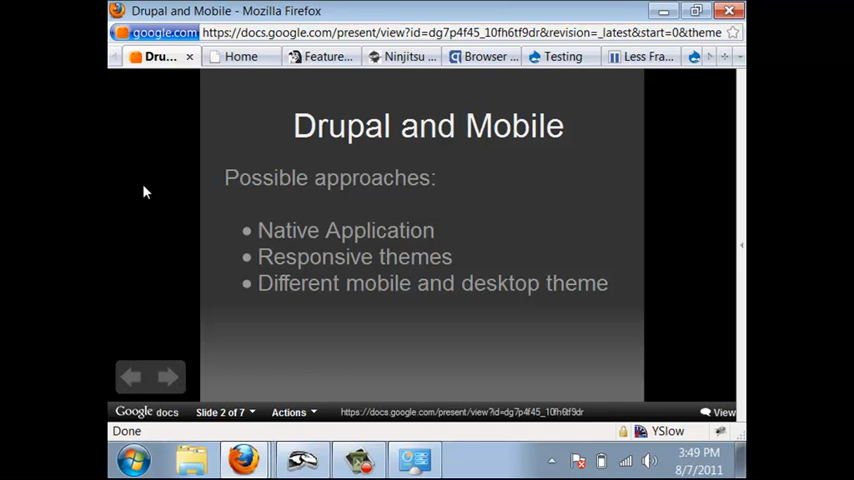 Drupal and Mobile - Mozilla Firefox
google.com https://docs.google.com/present/view?id=dg7p4f45_10fh6tf9dr&revision=_latest&start=0&theme
Dru... Home Feature... Ninjitsu ... Browser ... Testing Less Fra...
Drupal and Mobile
Possible approaches:
• Native Application
• Responsive themes
• Different mobile and desktop theme
Google docs Slide 2 of 7 Actions https://docs.google.com/present/view?id=dg7p4f45_10fh6tf9dr View
Done YSlow
3:49 PM
8/7/2011